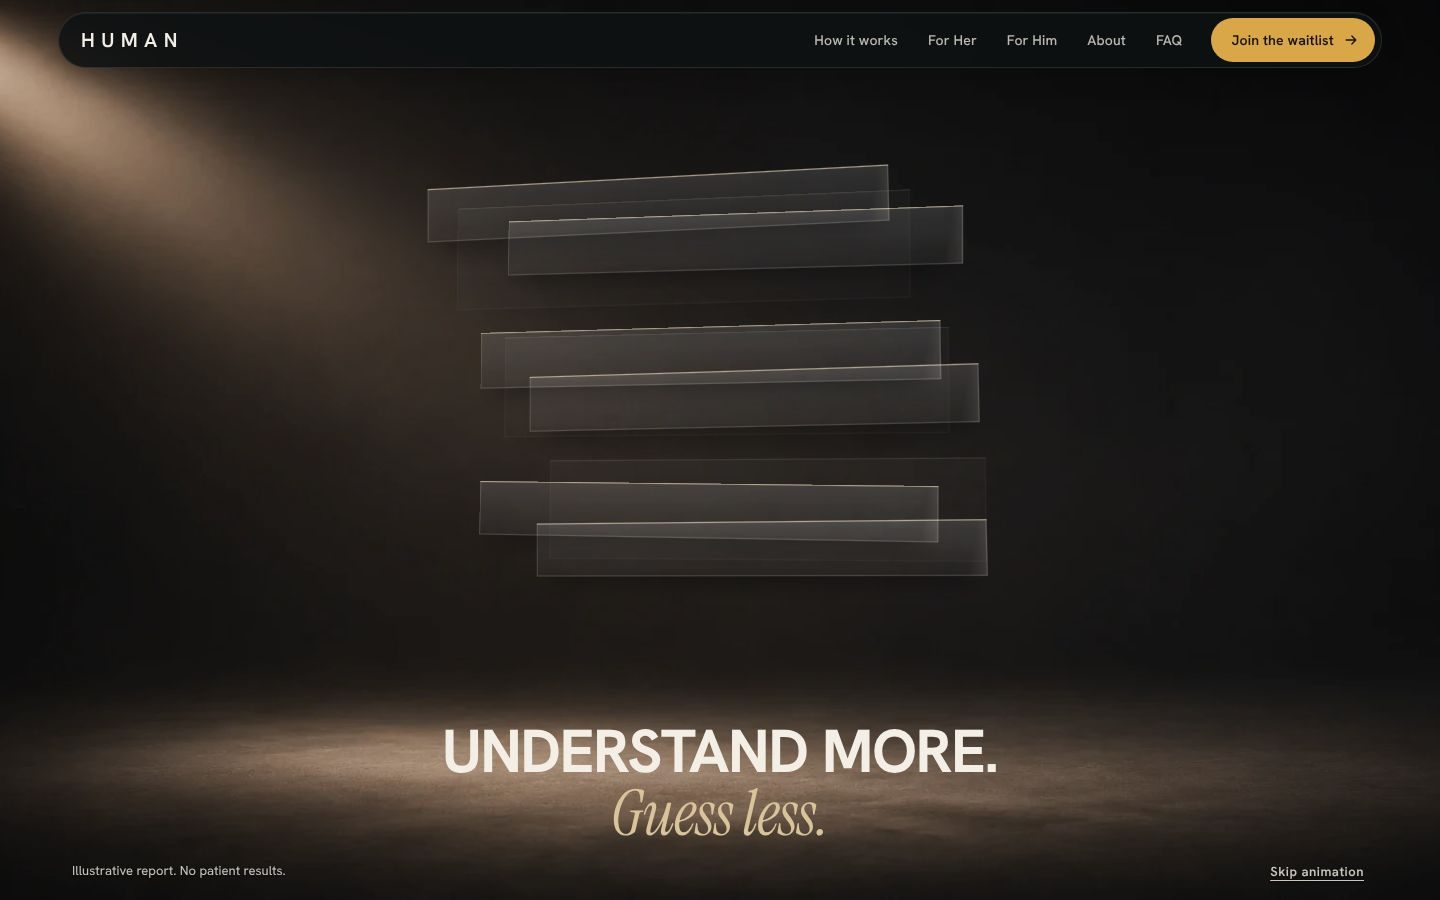 HUMAN
How it works
For Her
For Him
About
FAQ
Join the waitlist →
UNDERSTAND MORE.
Guess less.
Illustrative report. No patient results.
Skip animation